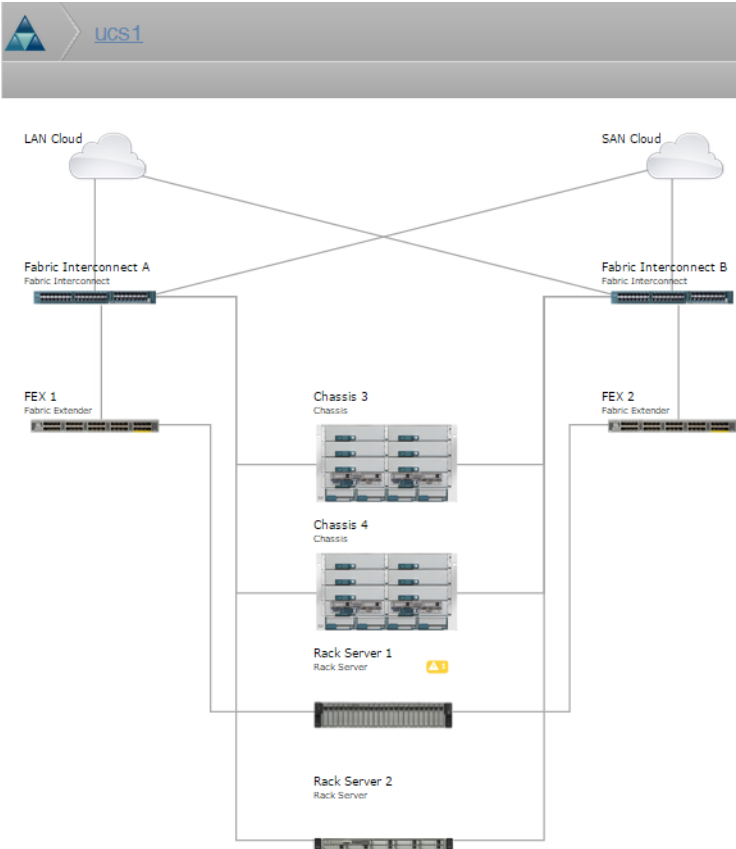 ucs1
LAN Cloud
SAN Cloud
Fabric Interconnect A
Fabric Interconnect
Fabric Interconnect B
Fabric Interconnect
FEX 1
Fabric Extender
Chassis 3
Chassis
FEX 2
Fabric Extender
Chassis 4
Chassis
Rack Server 1
Rack Server
1
Rack Server 2
Rack Server